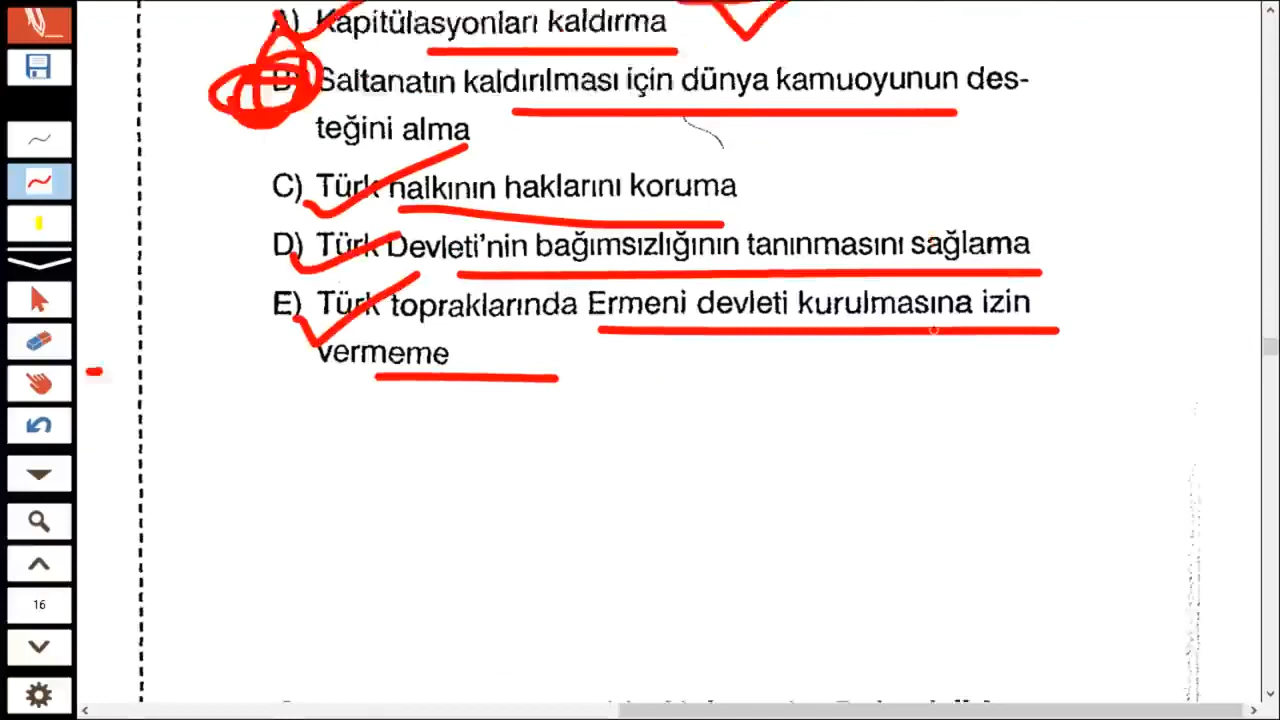 A) Kapitülasyonları kaldırma
B) Saltanatın kaldırılması için dünya kamuoyunun des-
teğini alma
C) Türk halkının haklarını koruma
D) Türk Devleti'nin bağımsızlığının tanınmasını sağlama
E) Türk topraklarında Ermeni devleti kurulmasına izin
vermeme
16